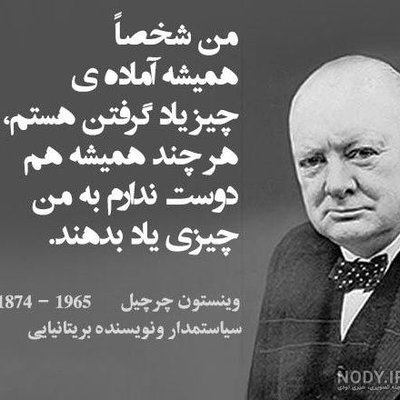 من شخصاً
همیشه آماده ی
چیز یاد گرفتن هستم،
هر چند همیشه هم
دوست ندارم به من
چیزی یاد بدهند.
وینستون چرچیل 1965 - 1874
سیاستمدار ونویسنده بریتانیایی
NODY.IR